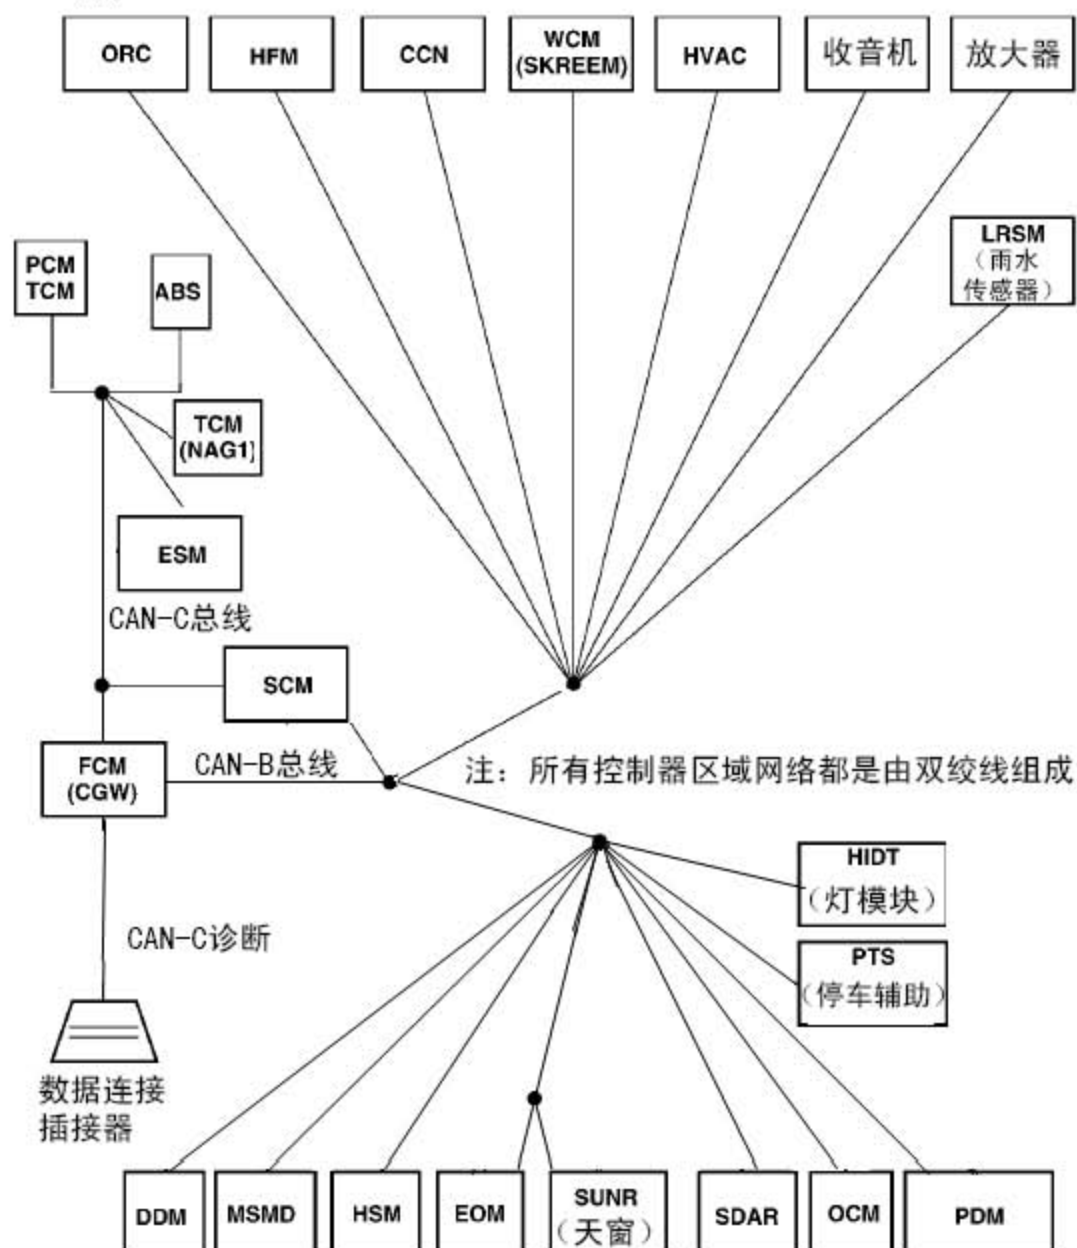 ORC
HFM
CCN
WCM
(SKREEM)
HVAC
收音机
放大器
LRSM
（雨水
传感器）
PCM
TCM
ABS
TCM
(NAG1)
ESM
CAN-C总线
SCM
FCM
(CGW)
CAN-B总线
注：所有控制器区域网络都是由双绞线组成
HIDT
（灯模块）
PTS
（停车辅助）
CAN-C诊断
数据连接
插接器
DDM
MSMD
HSM
EOM
SUNR
（天窗）
SDAR
OCM
PDM